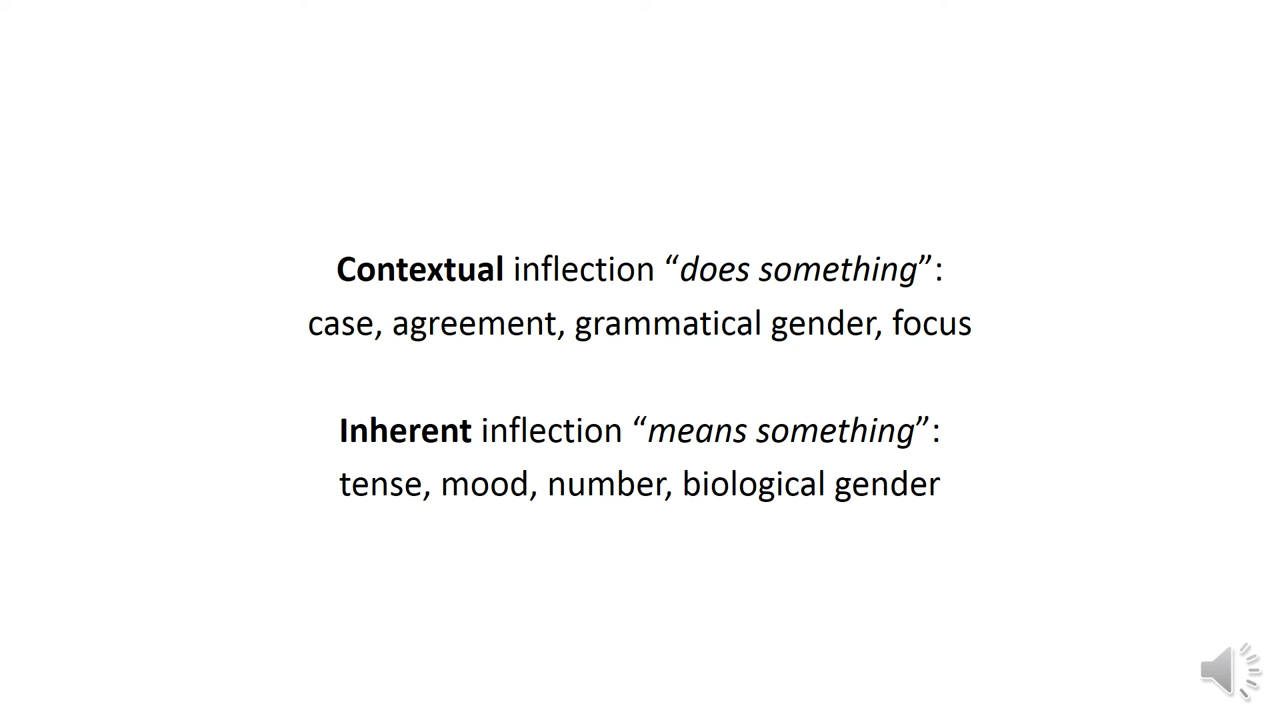 Contextual inflection “does something”:
case, agreement, grammatical gender, focus
Inherent inflection “means something”:
tense, mood, number, biological gender